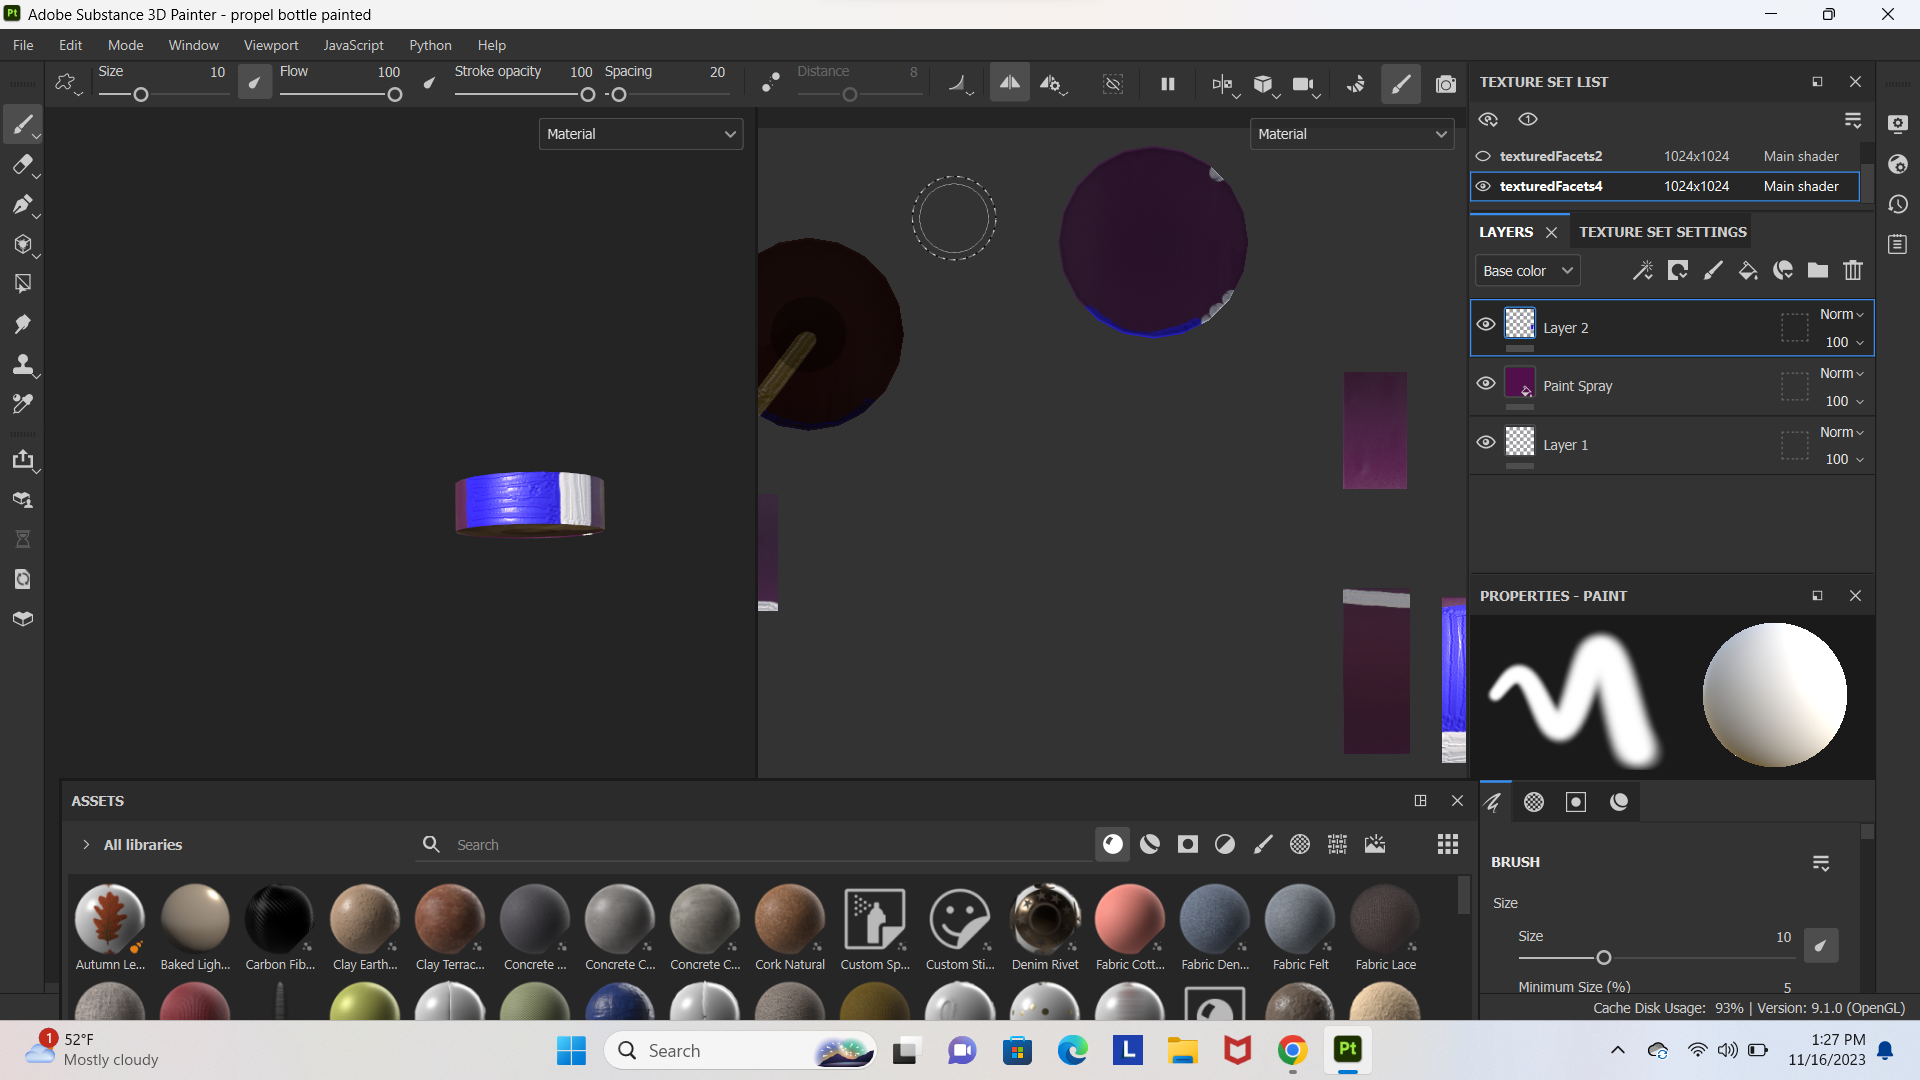 Pt Adobe Substance 3D Painter - propel bottle painted
File Edit Mode Window Viewport JavaScript Python Help
Size 10 Flow 100 Stroke opacity 100 Spacing 20 Distance 8
Material
Material
TEXTURE SET LIST
texturedFacets2 1024x1024 Main shader
texturedFacets4 1024x1024 Main shader
LAYERS TEXTURE SET SETTINGS
Base color
Layer 2 Norm 100
Paint Spray Norm 100
Layer 1 Norm 100
PROPERTIES - PAINT
BRUSH
Size
Size 10
Minimum Size (%) 5
ASSETS
All libraries Search
Autumn Le... Baked Ligh... Carbon Fib... Clay Earth... Clay Terrac... Concrete ... Concrete C... Concrete C... Cork Natural Custom Sp... Custom Sti... Denim Rivet Fabric Cott... Fabric Den... Fabric Felt Fabric Lace
Cache Disk Usage: 93% | Version: 9.1.0 (OpenGL)
1 52°F
Mostly cloudy
Search
L
Pt
1:27 PM
11/16/2023